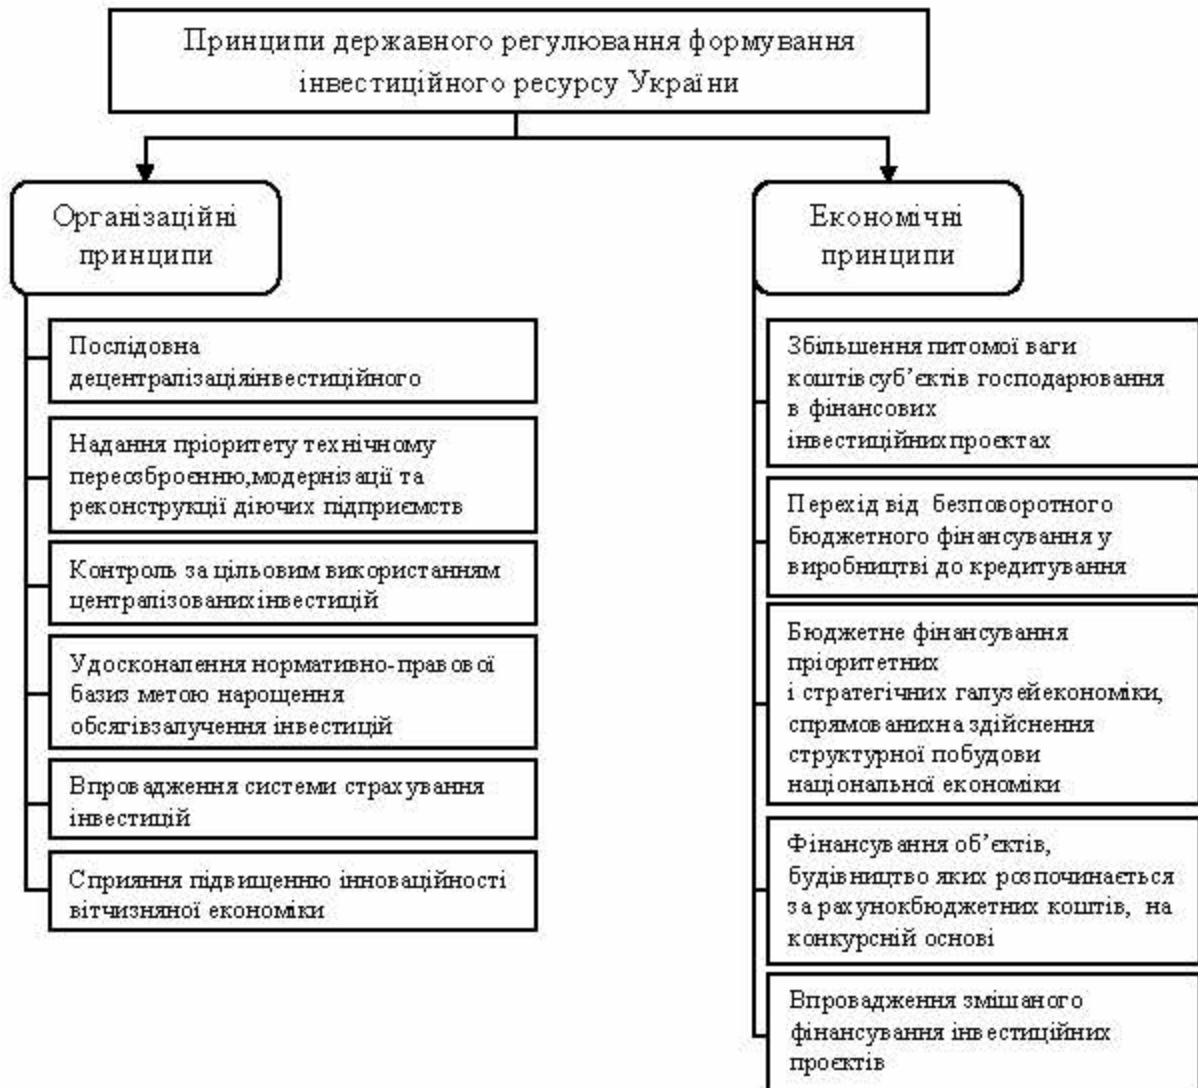 Принципи державного регулювання формування
інвестиційного ресурсу України
Організаційні
принципи
Послідовна
децентралізаціяінвестиційного
Надання пріоритету технічному
переозброєнню,модернізації та
реконструкції діючих підприємств
Контроль за цільовим використанням
централізованихінвестицій
Удосконалення нормативно-правової
базиз метою нарощення
обсягівзалучення інвестицій
Впровадження системи страхування
інвестицій
Сприяння підвищенню інноваційності
вітчизняної економіки
Економічні
принципи
Збільшення питомої ваги
коштівсуб’єктів господарювання
в фінансових
інвестиційнихпроєктах
Перехід від безповоротного
бюджетного фінансування у
виробництві до кредитування
Бюджетне фінансування
пріоритетних
і стратегічних галузейекономіки,
спрямованихна здійснення
структурної побудови
національної економіки
Фінансування об’єктів,
будівництво яких розпочинається
за рахунокбюджетних коштів, на
конкурсній основі
Впровадження змішаного
фінансування інвестиційних
проєктів